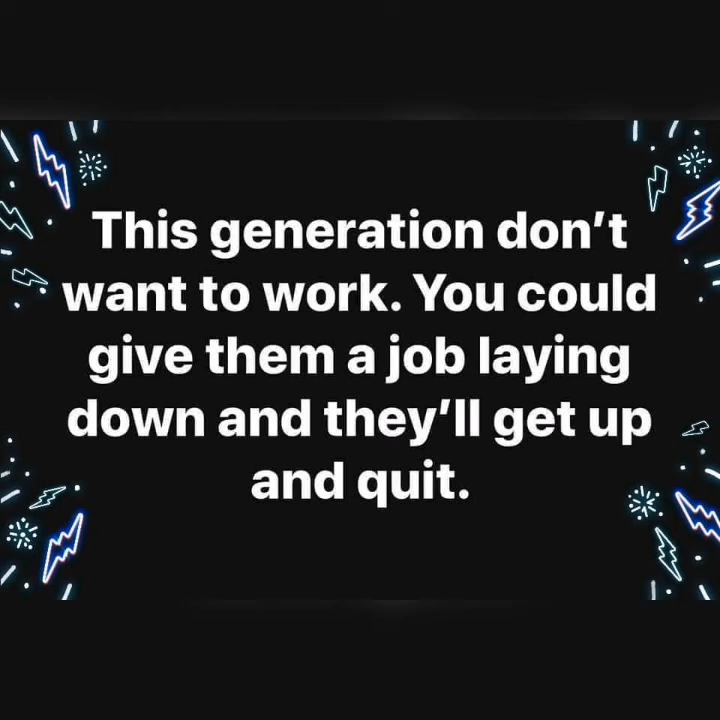 This generation don't
want to work. You could
give them a job laying
down and they'll get up
and quit.